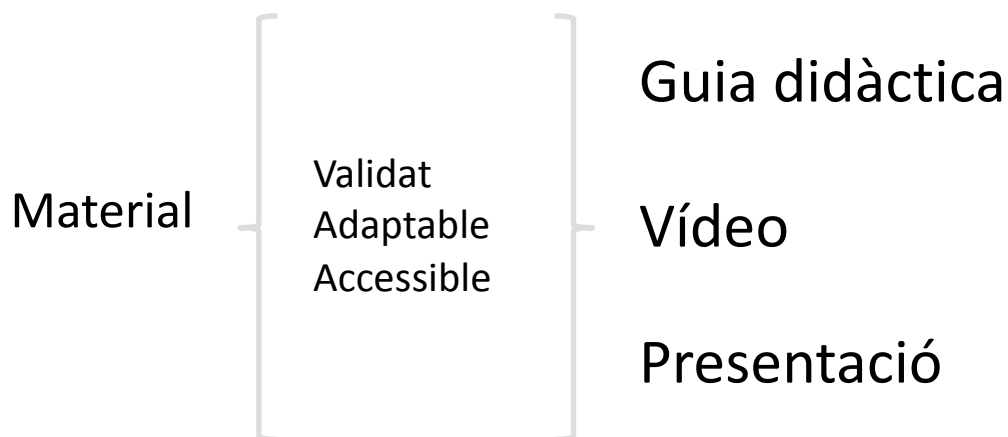 Material
Validat
Adaptable
Accessible
Guia didàctica
Vídeo
Presentació